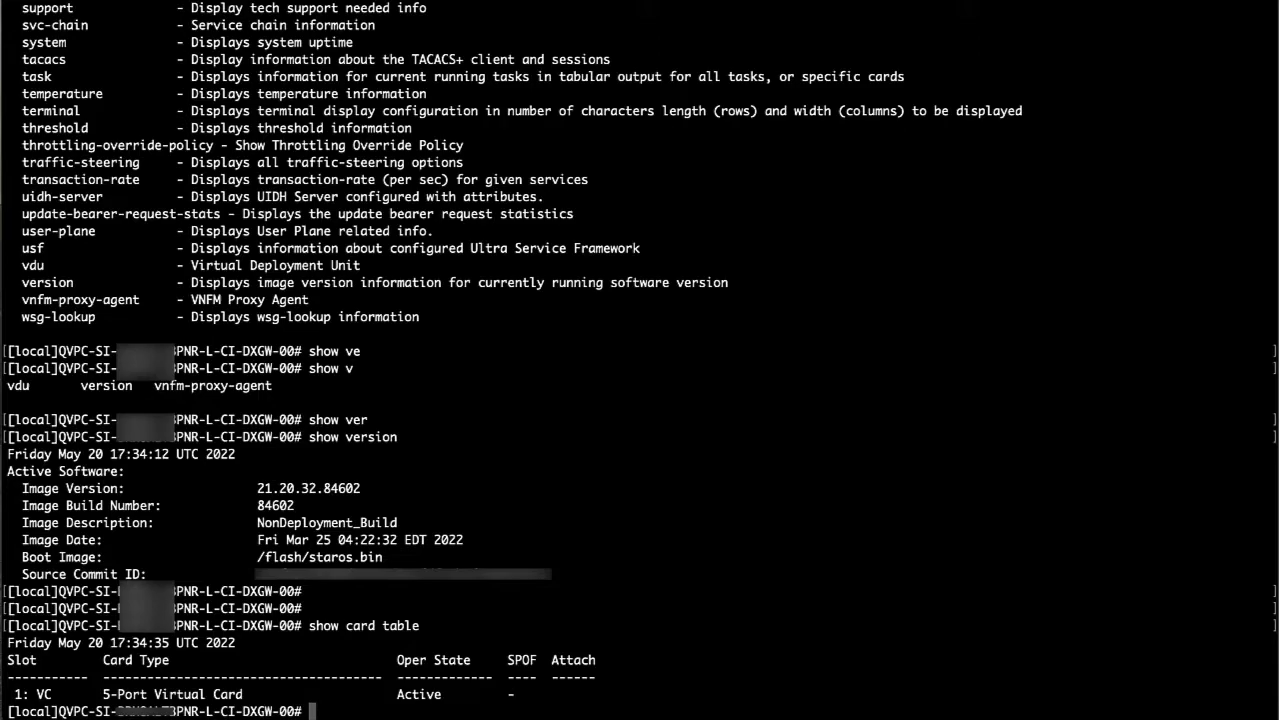 support - Display tech support needed info
svc-chain - Service chain information
system - Displays system uptime
tacacs - Display information about the TACACS+ client and sessions
task - Displays information for current running tasks in tabular output for all tasks, or specific cards
temperature - Displays temperature information
terminal - Displays terminal display configuration in number of characters length (rows) and width (columns) to be displayed
threshold - Displays threshold information
throttling-override-policy - Show Throttling Override Policy
traffic-steering - Displays all traffic-steering options
transaction-rate - Displays transaction-rate (per sec) for given services
uidh-server - Displays UIDH Server configured with attributes.
update-bearer-request-stats - Displays the update bearer request statistics
user-plane - Displays User Plane related info.
usf - Displays information about configured Ultra Service Framework
vdu - Virtual Deployment Unit
version - Displays image version information for currently running software version
vnfm-proxy-agent - VNFM Proxy Agent
wsg-lookup - Displays wsg-lookup information
[[local]QVPC-SI- PNR-L-CI-DXGW-00# show ve ]
[[local]QVPC-SI- PNR-L-CI-DXGW-00# show v ]
vdu version vnfm-proxy-agent
[[local]QVPC-SI- PNR-L-CI-DXGW-00# show ver ]
[[local]QVPC-SI- PNR-L-CI-DXGW-00# show version ]
Friday May 20 17:34:12 UTC 2022
Active Software:
Image Version: 21.20.32.84602
Image Build Number: 84602
Image Description: NonDeployment_Build
Image Date: Fri Mar 25 04:22:32 EDT 2022
Boot Image: /flash/staros.bin
Source Commit ID:
[[local]QVPC-SI- PNR-L-CI-DXGW-00# ]
[[local]QVPC-SI- PNR-L-CI-DXGW-00# ]
[[local]QVPC-SI- PNR-L-CI-DXGW-00# show card table ]
Friday May 20 17:34:35 UTC 2022
Slot Card Type Oper State SPOF Attach
----------- -------------------------------------- ------------- ---- ------
1: VC 5-Port Virtual Card Active -
[local]QVPC-SI- BPNR-L-CI-DXGW-00#